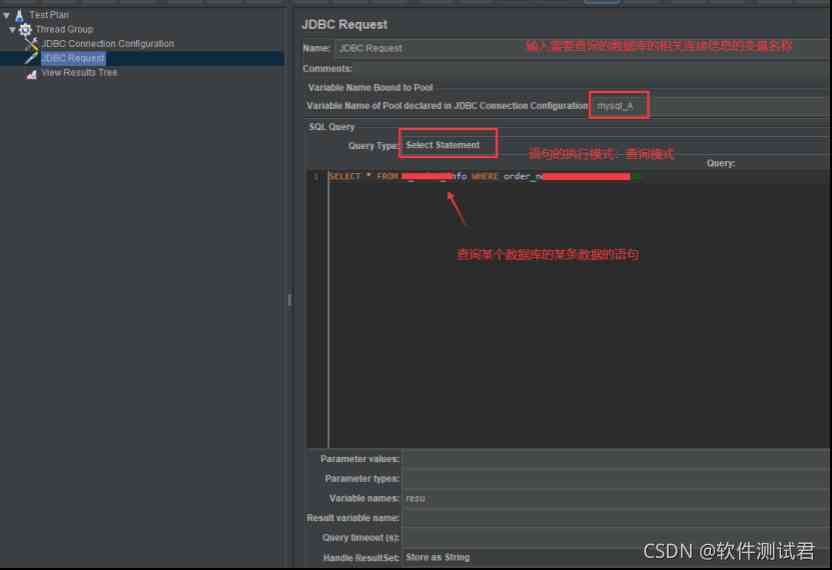 Test Plan
Thread Group
JDBC Connection Configuration
JDBC Request
View Results Tree
JDBC Request
Name: JDBC Request
输入需要查询的数据库的相关连接信息的变量名称
Comments:
Variable Name Bound to Pool
Variable Name of Pool declared in JDBC Connection Configuration mysql_A
SQL Query
Query Type: Select Statement
语句的执行模式：查询模式
Query:
1 SELECT * FROM nfo WHERE order_n
查询某个数据库的某条数据的语句
Parameter values:
Parameter types:
Variable names: resu
Result variable name:
Query timeout (s):
Handle ResultSet: Store as String
CSDN @软件测试君